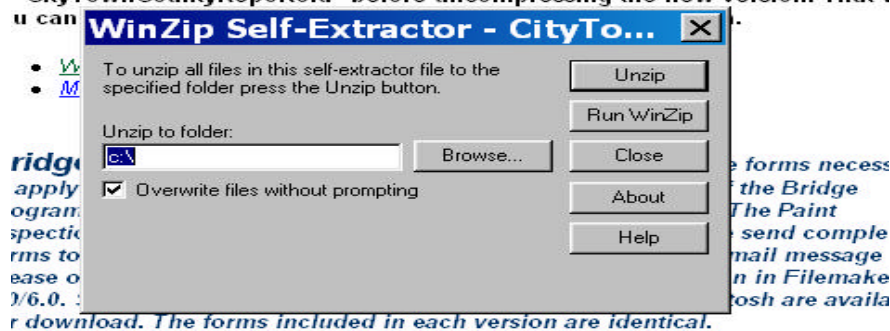 u can
WinZip Self-Extractor - CityTo...
To unzip all files in this self-extractor file to the
specified folder press the Unzip button.
Unzip to folder:
c:\
Overwrite files without prompting
Unzip
Run WinZip
Browse...
Close
About
Help
forms necess
apply
the Bridge
ogram
The Paint
send comple
rms to
mail message
ease o
n in Filemake
0/6.0.
tosh are availa
r download. The forms included in each version are identical.